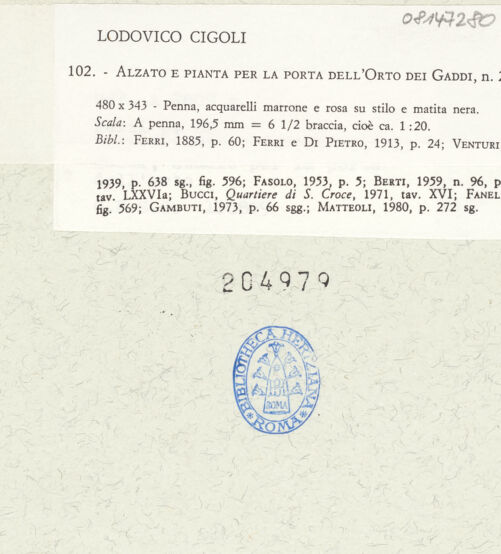 08147280
LODOVICO CIGOLI
102. - ALZATO E PIANTA PER LA PORTA DELL'ORTO DEI GADDI, n. 2
480 x 343 - Penna, acquarelli marrone e rosa su stilo e matita nera.
Scala: A penna, 196,5 mm = 6 1/2 braccia, cioè ca. 1:20.
Bibl.: FERRI, 1885, p. 60; FERRI e DI PIETRO, 1913, p. 24; VENTURI
1939, p. 638 sg., fig. 596; FASOLO, 1953, p. 5; BERTI, 1959, n. 96, p
tav. LXXVIa; BUCCI, Quartiere di S. Croce, 1971, tav. XVI; FANEL
fig. 569; GAMBUTI, 1973, p. 66 sgg.; MATTEOLI, 1980, p. 272 sg.
204979
BIBLIOTHECA HERTZIANA
ROMA
ROMA